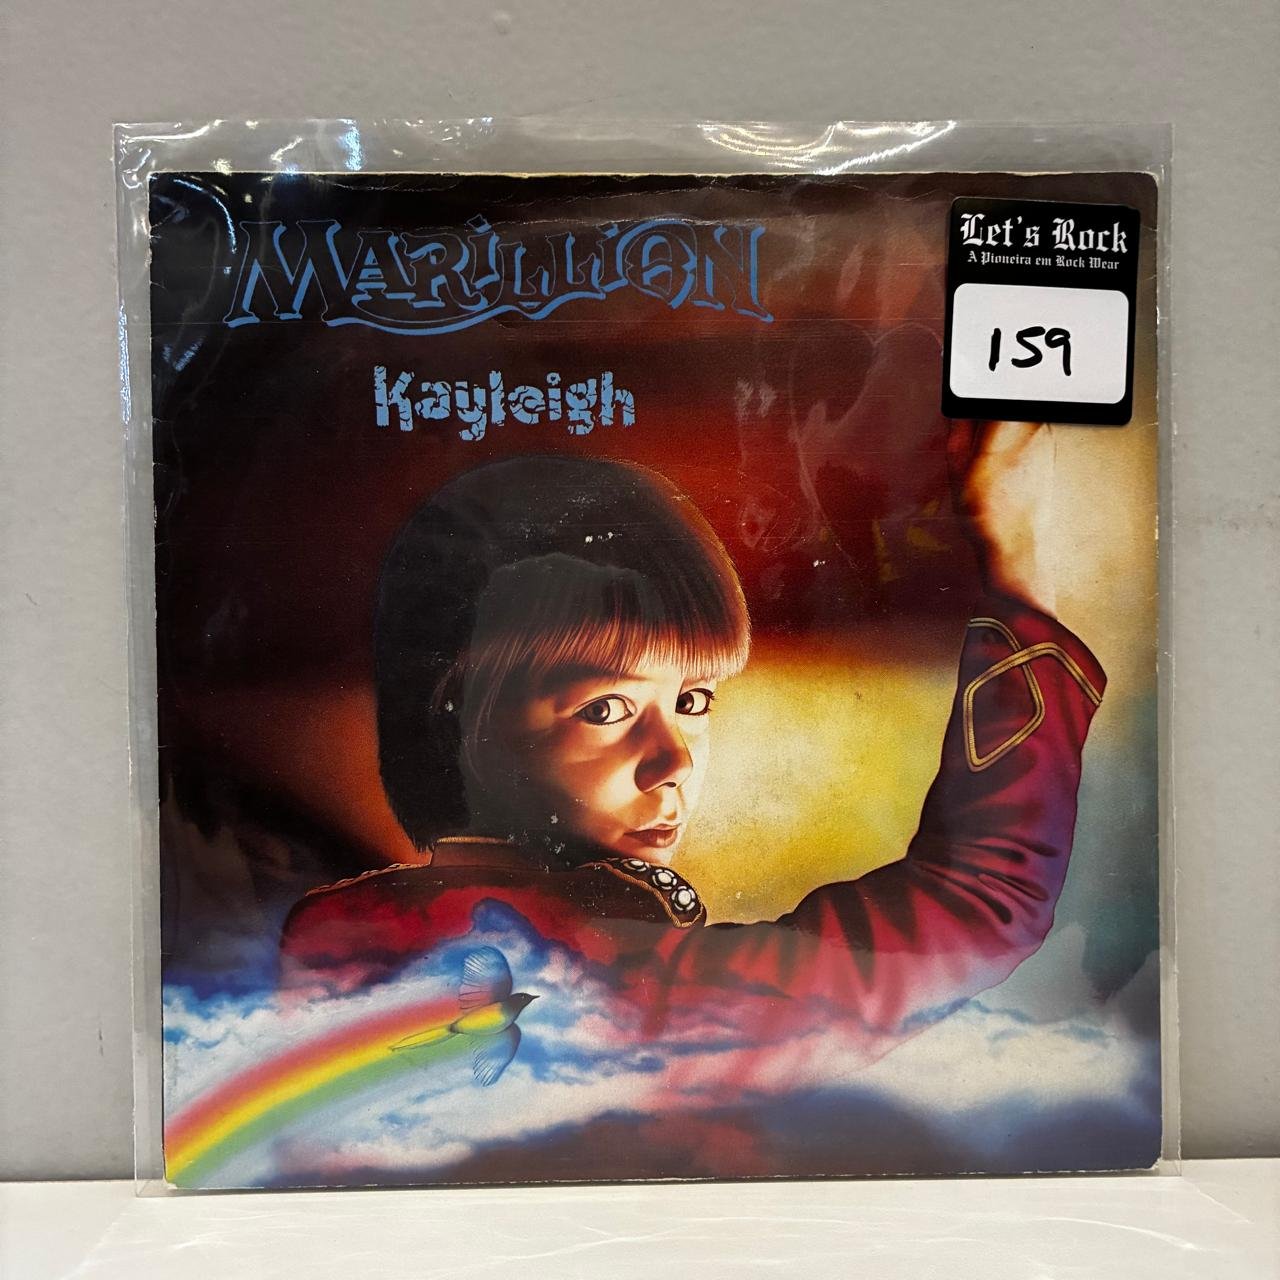 MARILLION
Kayleigh
Let's Rock
A Pioneira em Rock Wear
159